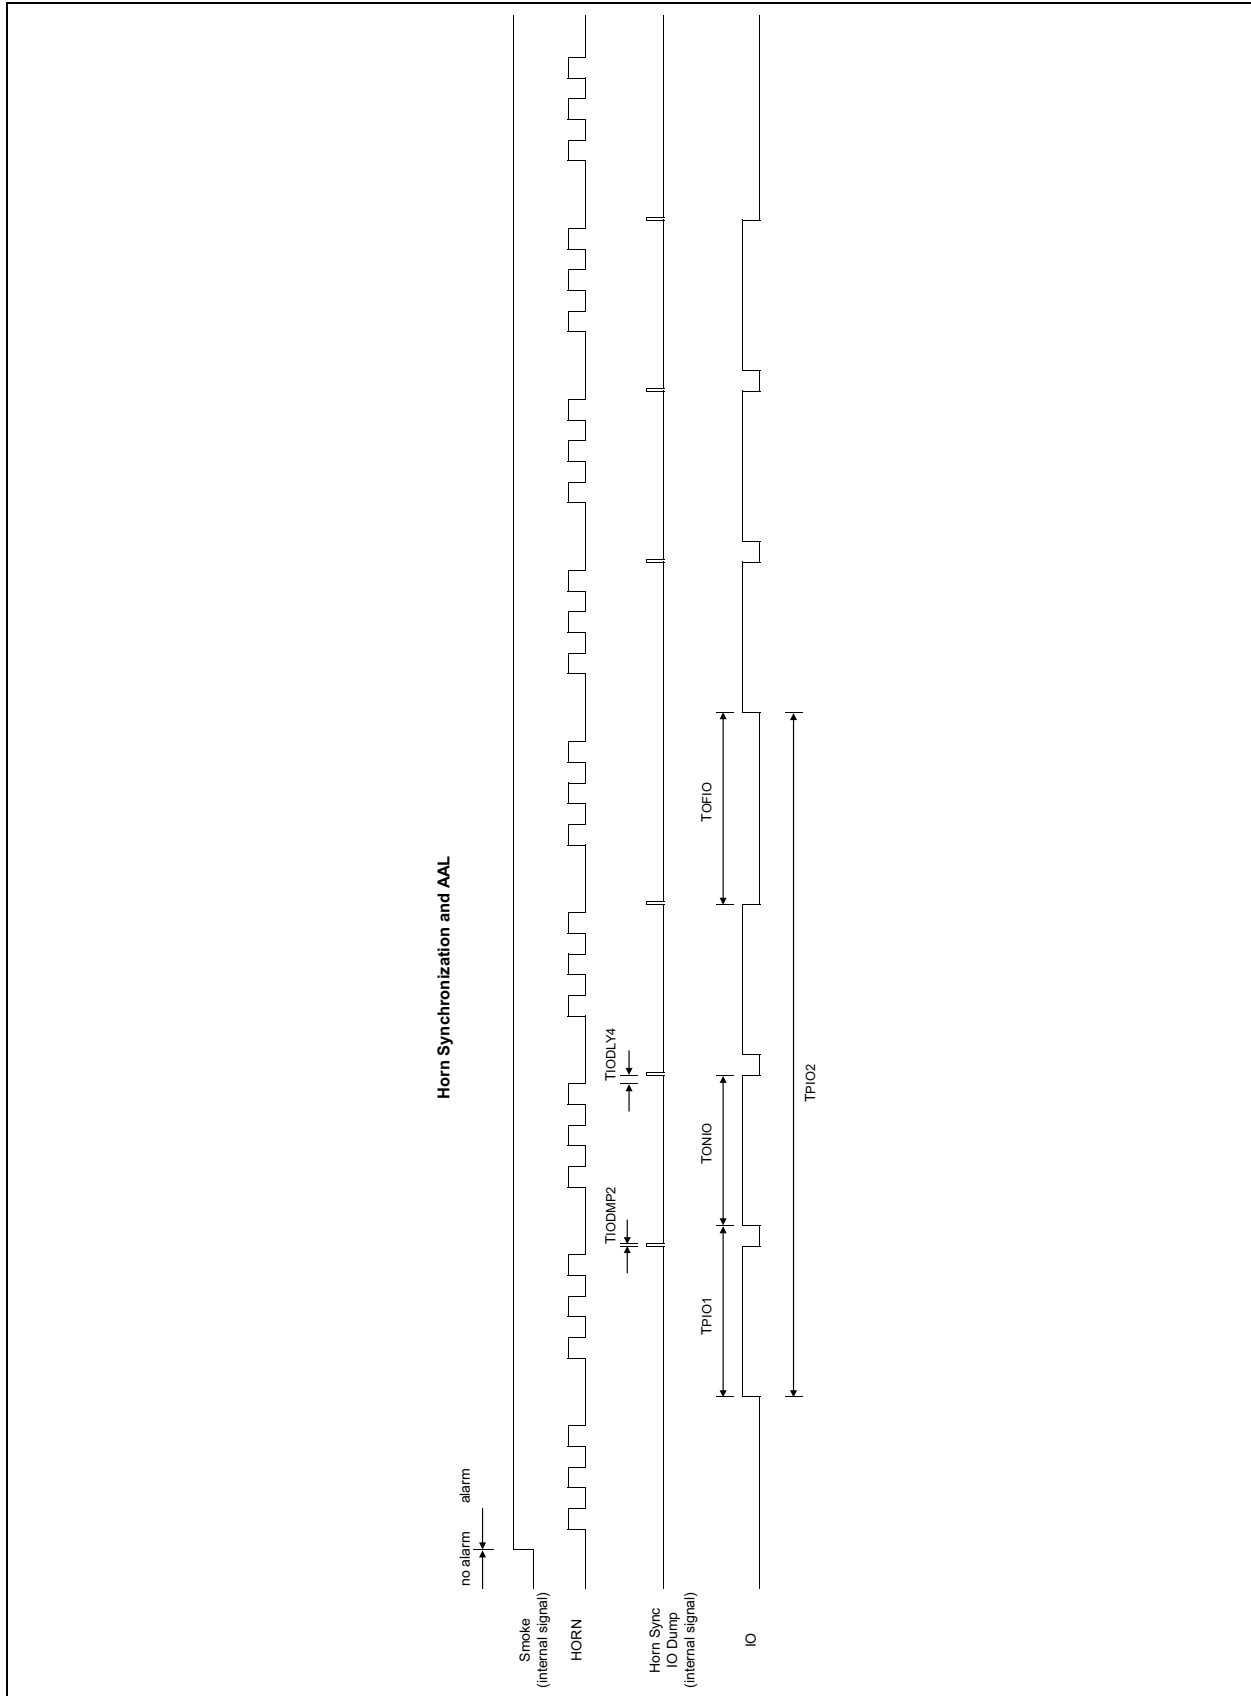 Horn Synchronization and AAL
no alarm
alarm
Smoke
(internal signal)
HORN
TIODMP2
TIODLY4
Horn Sync
IO Dump
(internal signal)
TPIO1
TONIO
TOFIO
IO
TPIO2